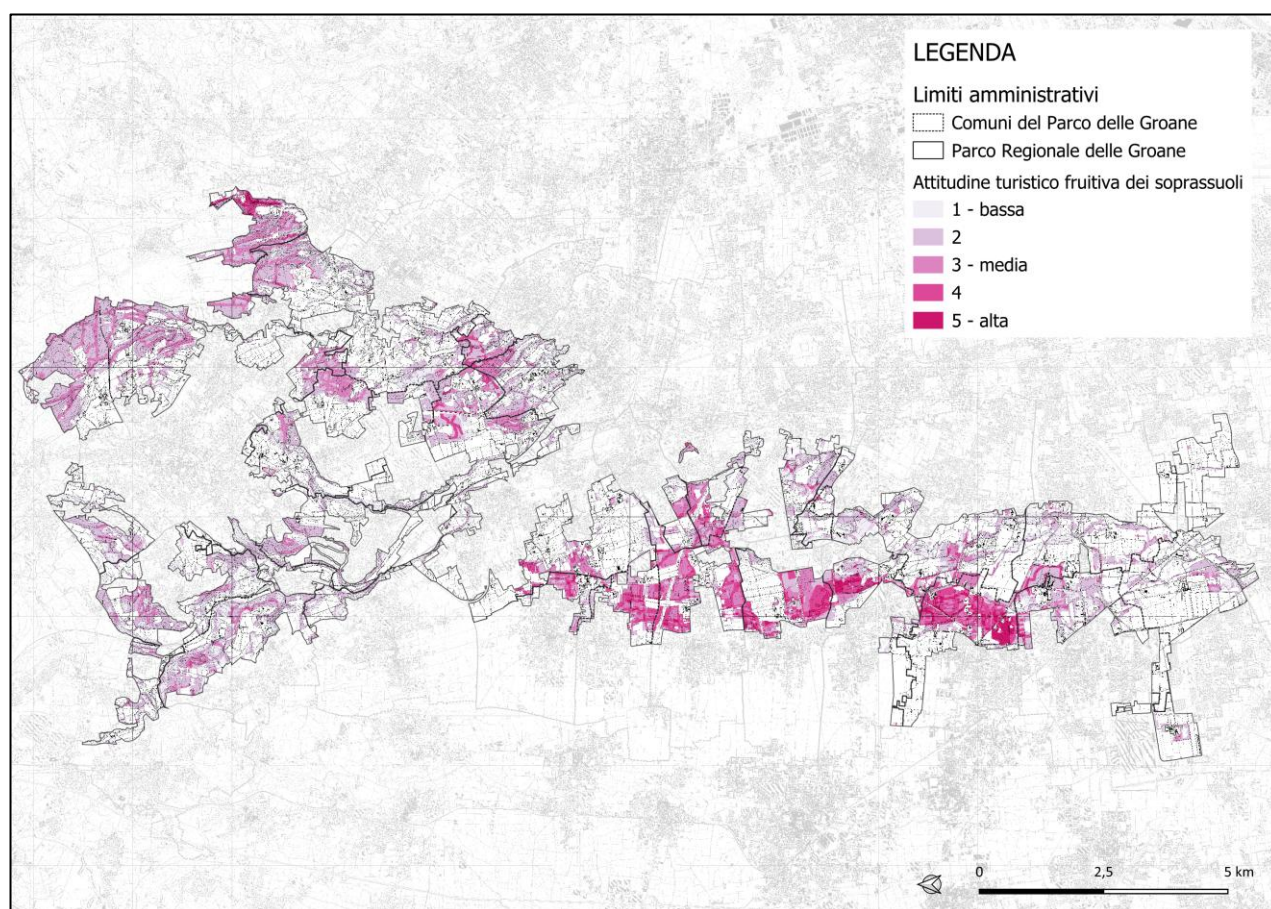 LEGENDA
Limiti amministrativi
Comuni del Parco delle Groane
Parco Regionale delle Groane
Attitudine turistico fruitiva dei soprassuoli
1 - bassa
2
3 - media
4
5 - alta
0
2,5
5 km